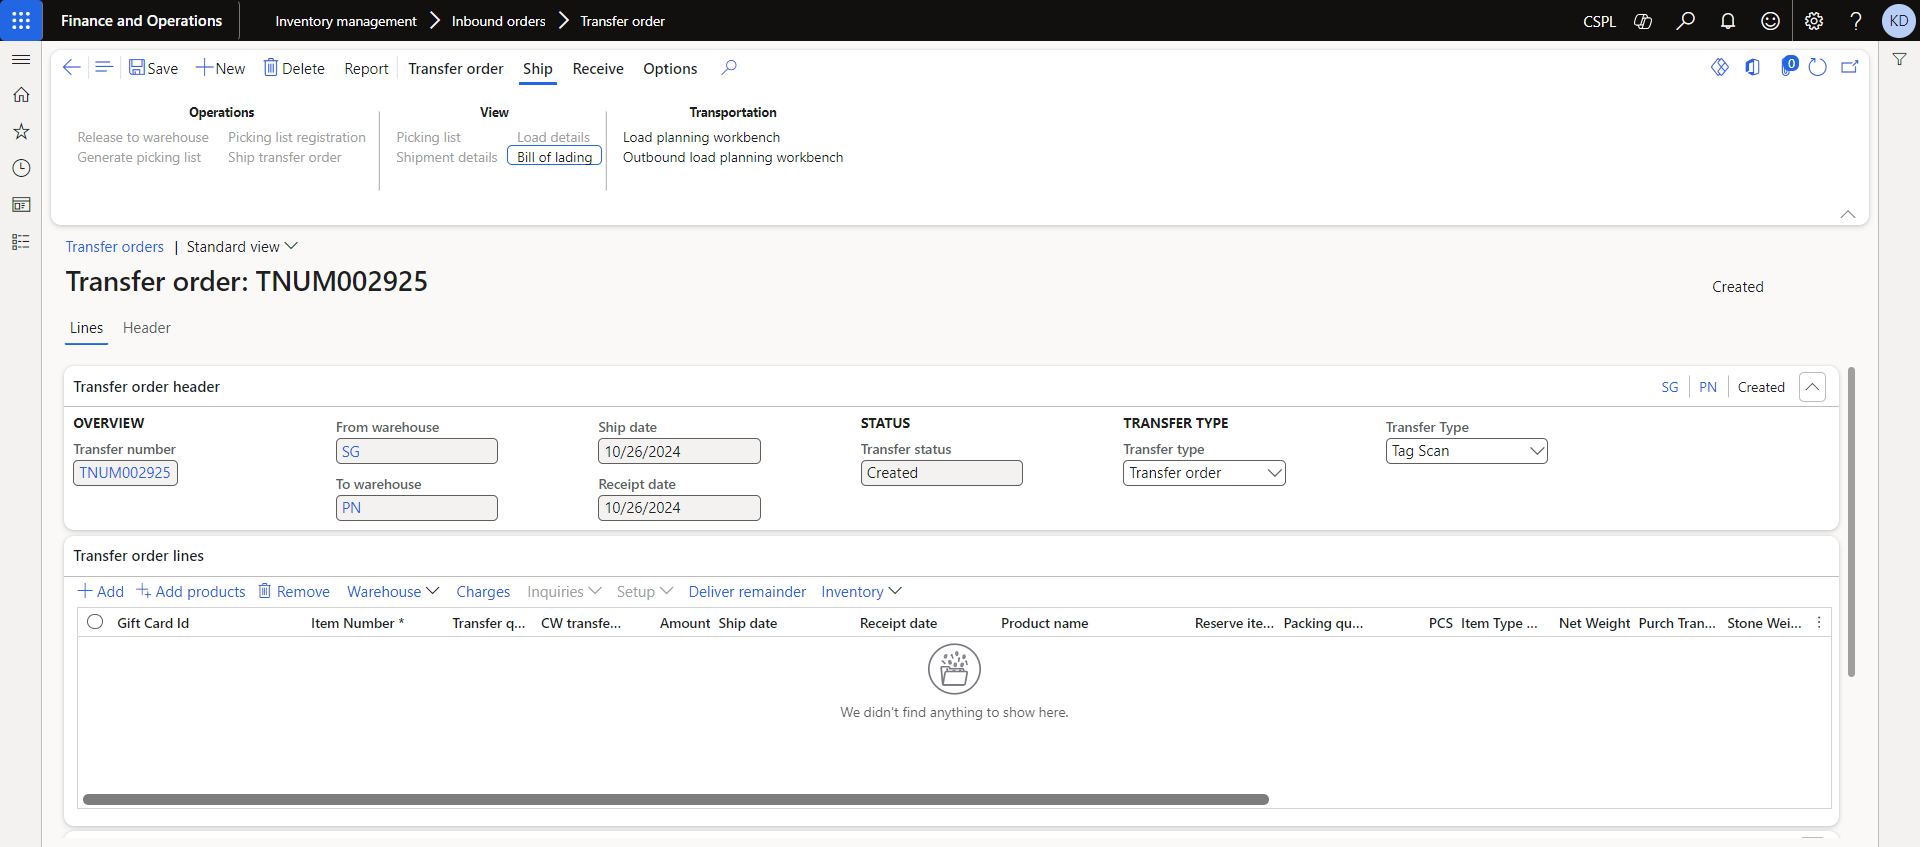 Finance and Operations
Inventory management
Inbound orders
Transfer order
CSPL
?
KD
Save
New
Delete
Report
Transfer order
Ship
Receive
Options
0
Operations
Release to warehouse
Picking list registration
Generate picking list
Ship transfer order
View
Picking list
Load details
Shipment details
Bill of lading
Transportation
Load planning workbench
Outbound load planning workbench
Transfer orders | Standard view
Transfer order: TNUM002925
Created
Lines
Header
Transfer order header
SG
PN
Created
OVERVIEW
Transfer number
TNUM002925
From warehouse
SG
To warehouse
PN
Ship date
10/26/2024
Receipt date
10/26/2024
STATUS
Transfer status
Created
TRANSFER TYPE
Transfer type
Transfer order
Transfer Type
Tag Scan
Transfer order lines
Add
Add products
Remove
Warehouse
Charges
Inquiries
Setup
Deliver remainder
Inventory
Gift Card Id
Item Number *
Transfer q...
CW transfe...
Amount
Ship date
Receipt date
Product name
Reserve ite...
Packing qu...
PCS
Item Type ...
Net Weight
Purch Tran...
Stone Wei...
We didn't find anything to show here.